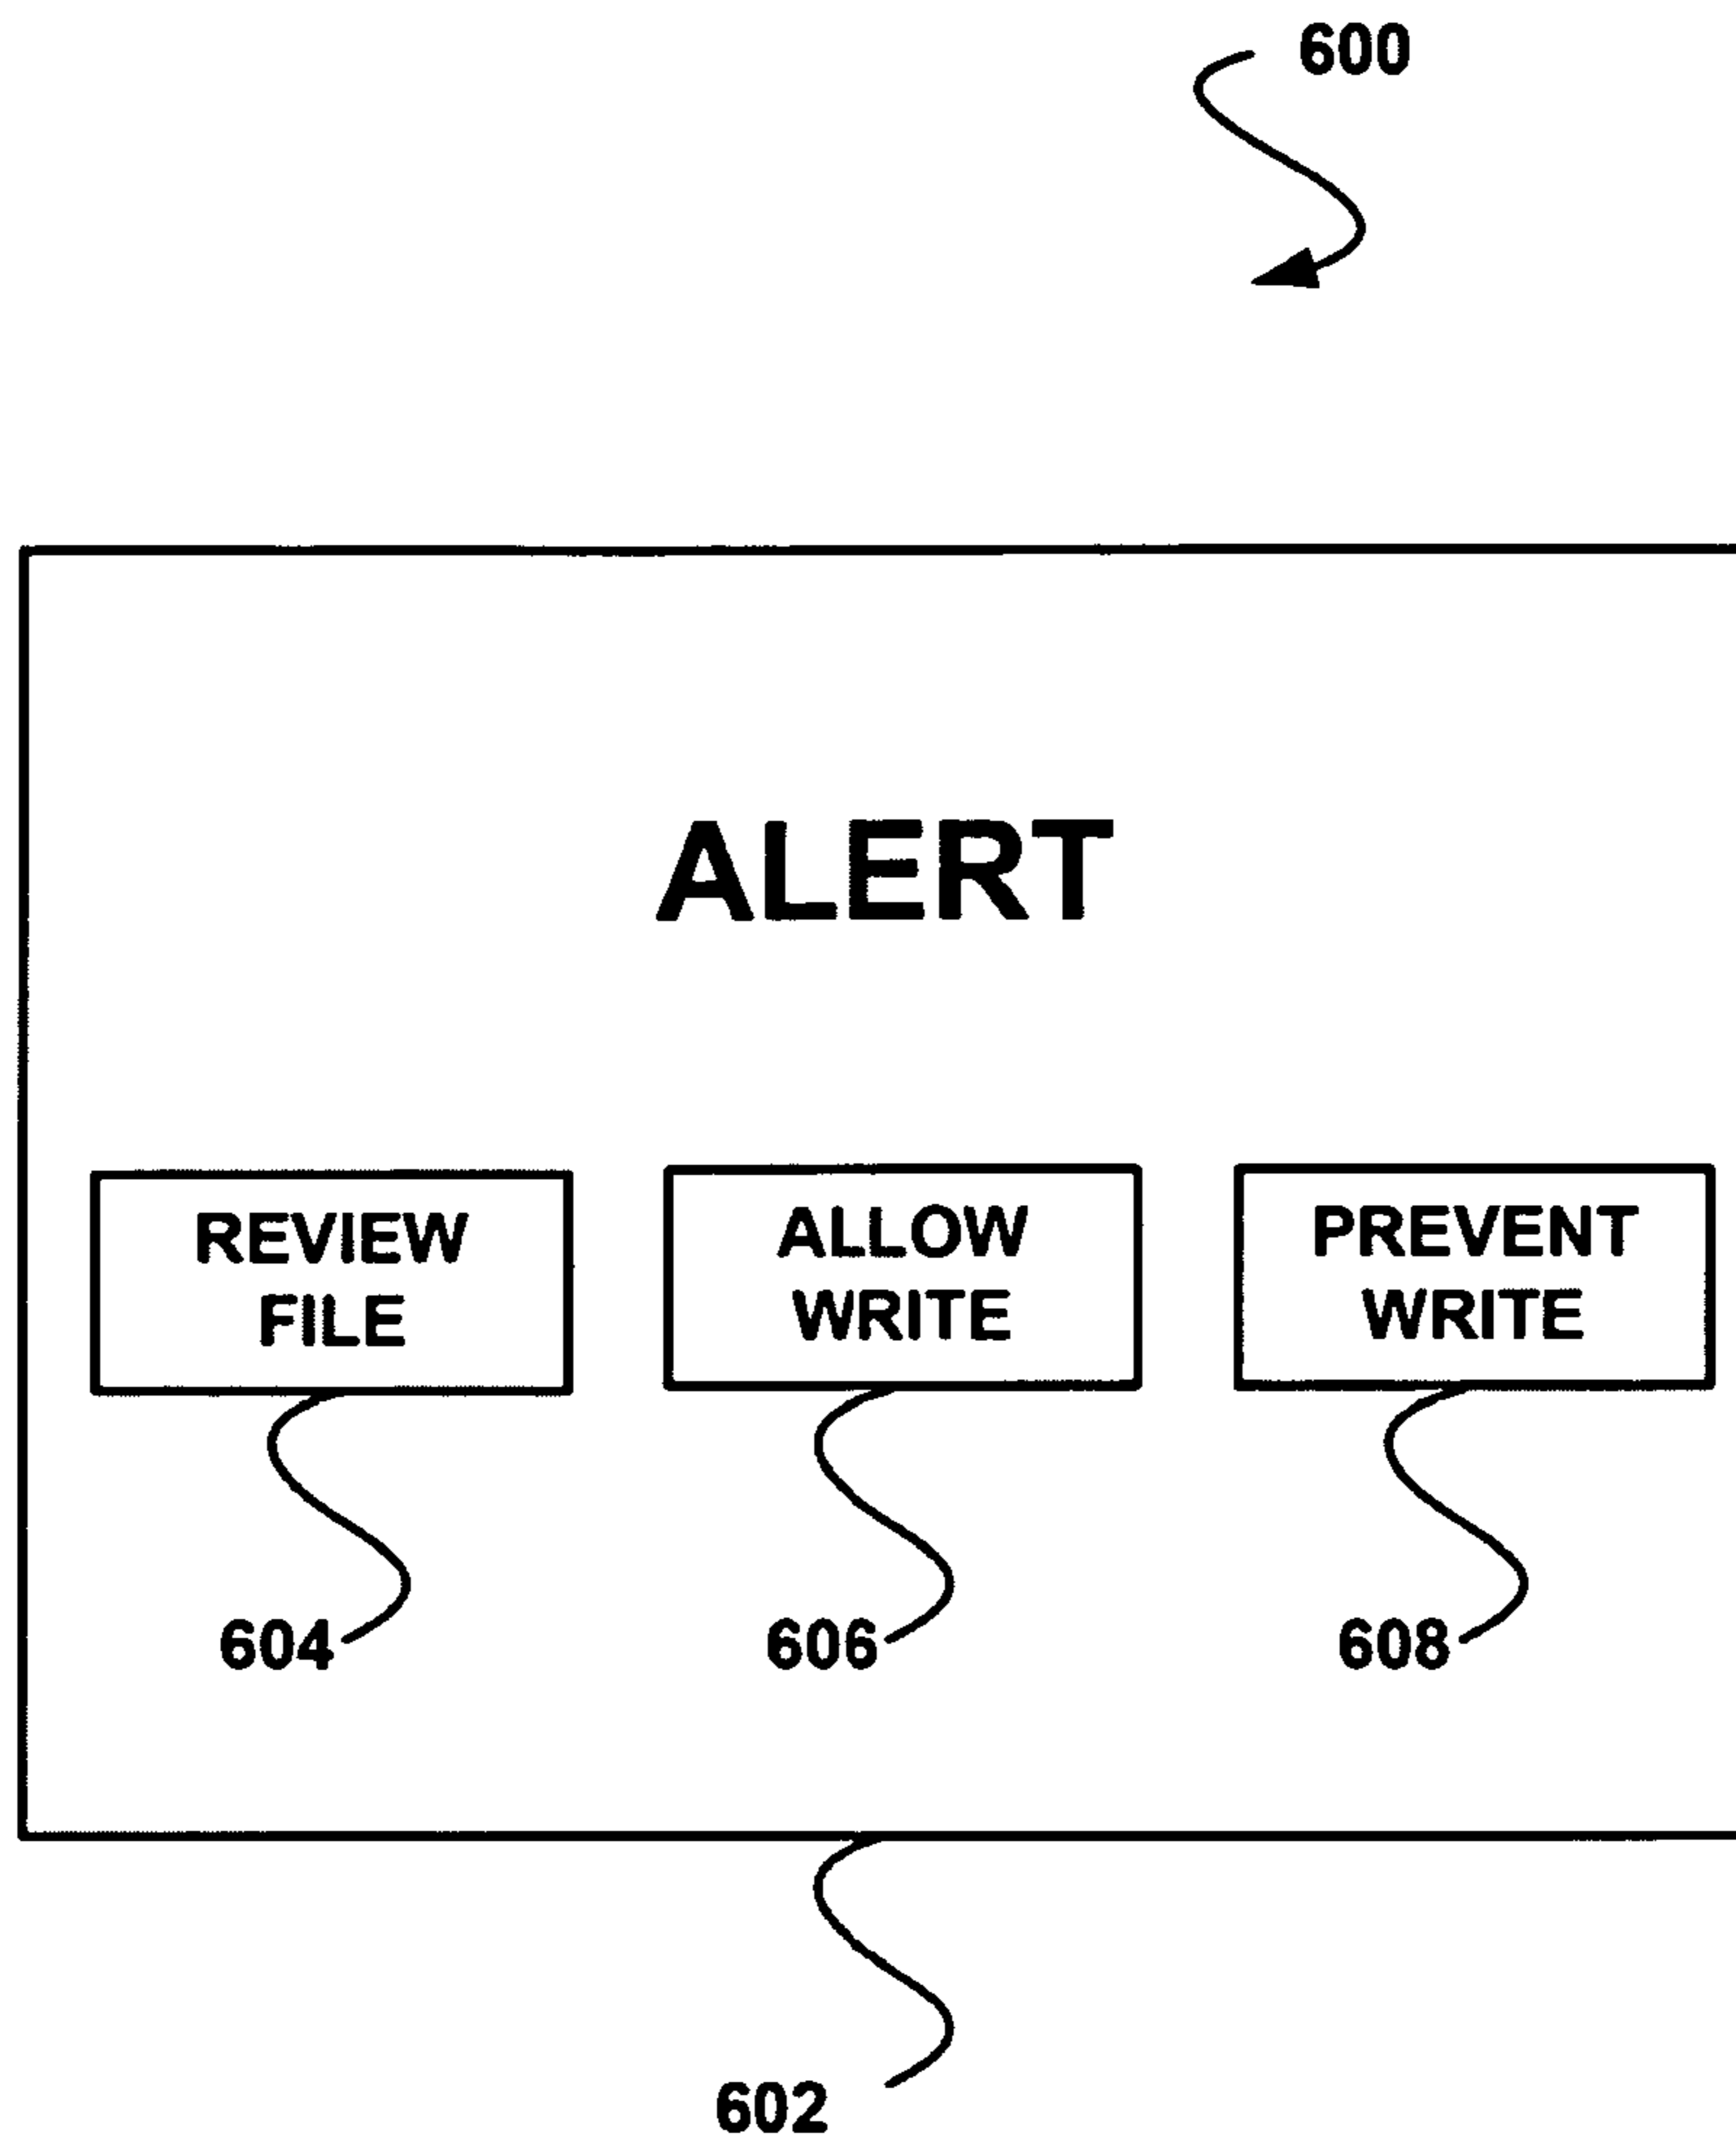 600
ALERT
REVIEW
FILE
ALLOW
WRITE
PREVENT
WRITE
604
606
608
602